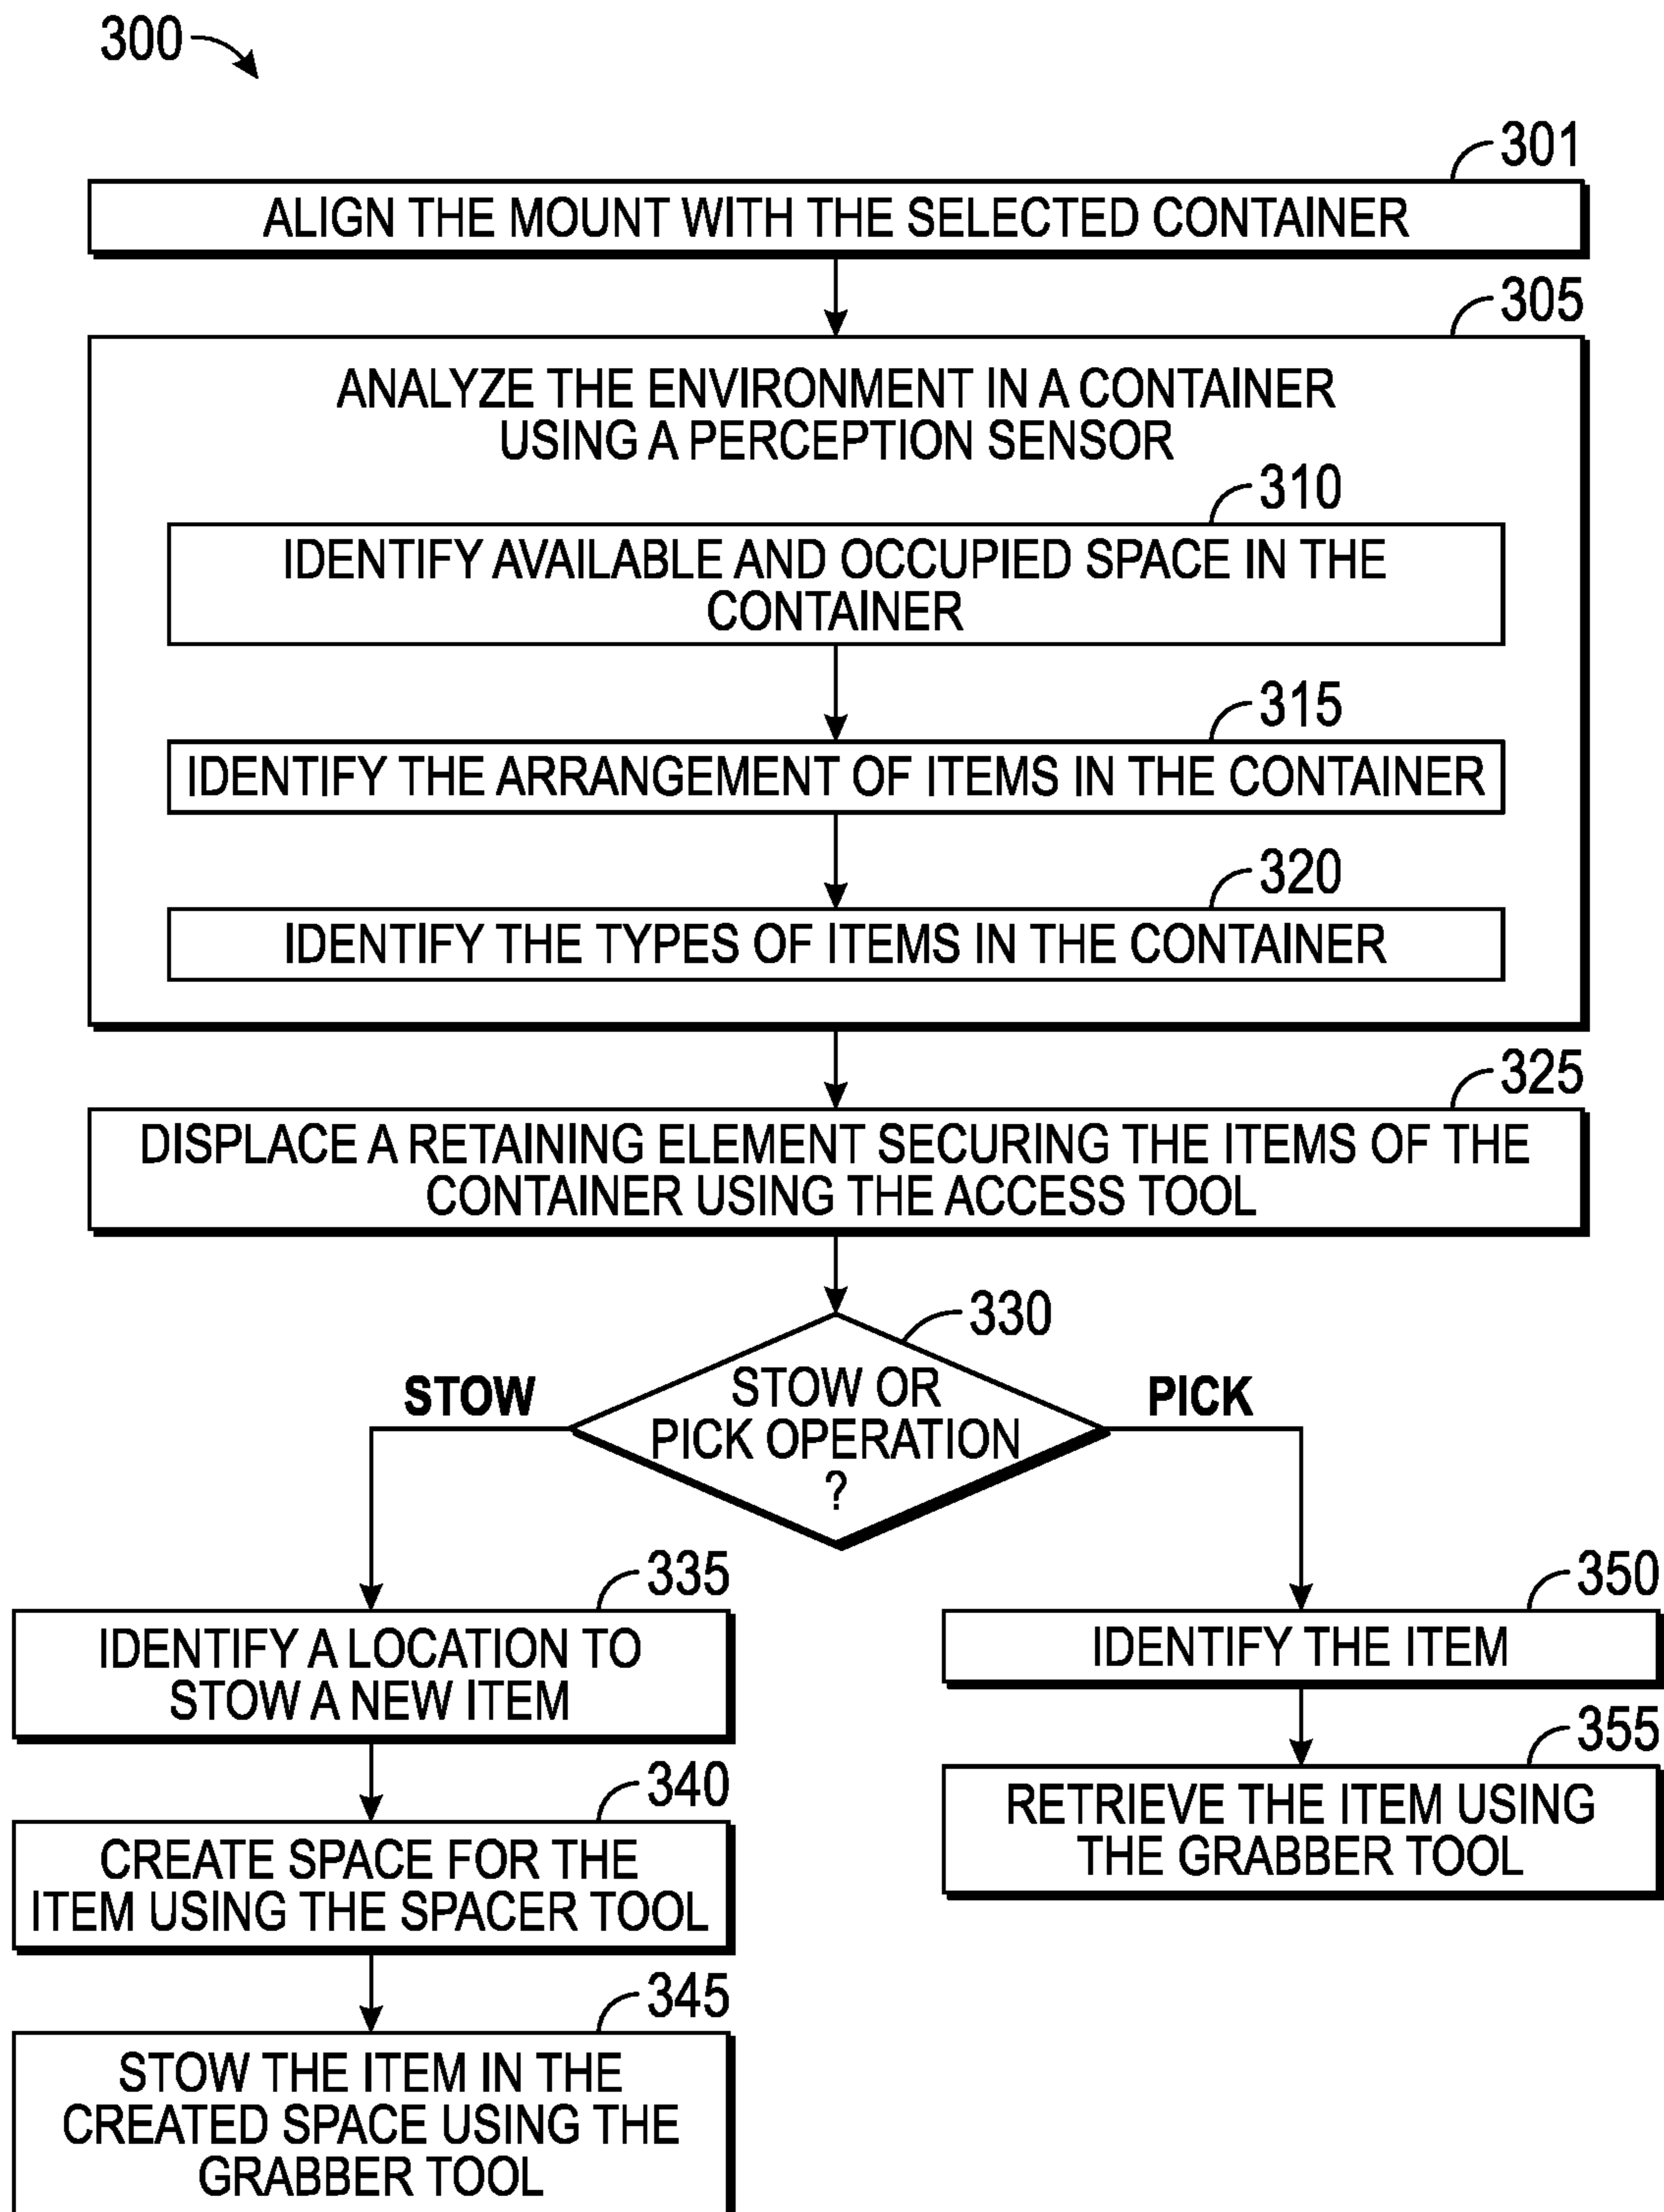 300
301
ALIGN THE MOUNT WITH THE SELECTED CONTAINER
305
ANALYZE THE ENVIRONMENT IN A CONTAINER
USING A PERCEPTION SENSOR
310
IDENTIFY AVAILABLE AND OCCUPIED SPACE IN THE
CONTAINER
315
IDENTIFY THE ARRANGEMENT OF ITEMS IN THE CONTAINER
320
IDENTIFY THE TYPES OF ITEMS IN THE CONTAINER
325
DISPLACE A RETAINING ELEMENT SECURING THE ITEMS OF THE
CONTAINER USING THE ACCESS TOOL
330
STOW OR
PICK OPERATION
?
STOW
PICK
335
IDENTIFY A LOCATION TO
STOW A NEW ITEM
340
CREATE SPACE FOR THE
ITEM USING THE SPACER TOOL
345
STOW THE ITEM IN THE
CREATED SPACE USING THE
GRABBER TOOL
350
IDENTIFY THE ITEM
355
RETRIEVE THE ITEM USING
THE GRABBER TOOL